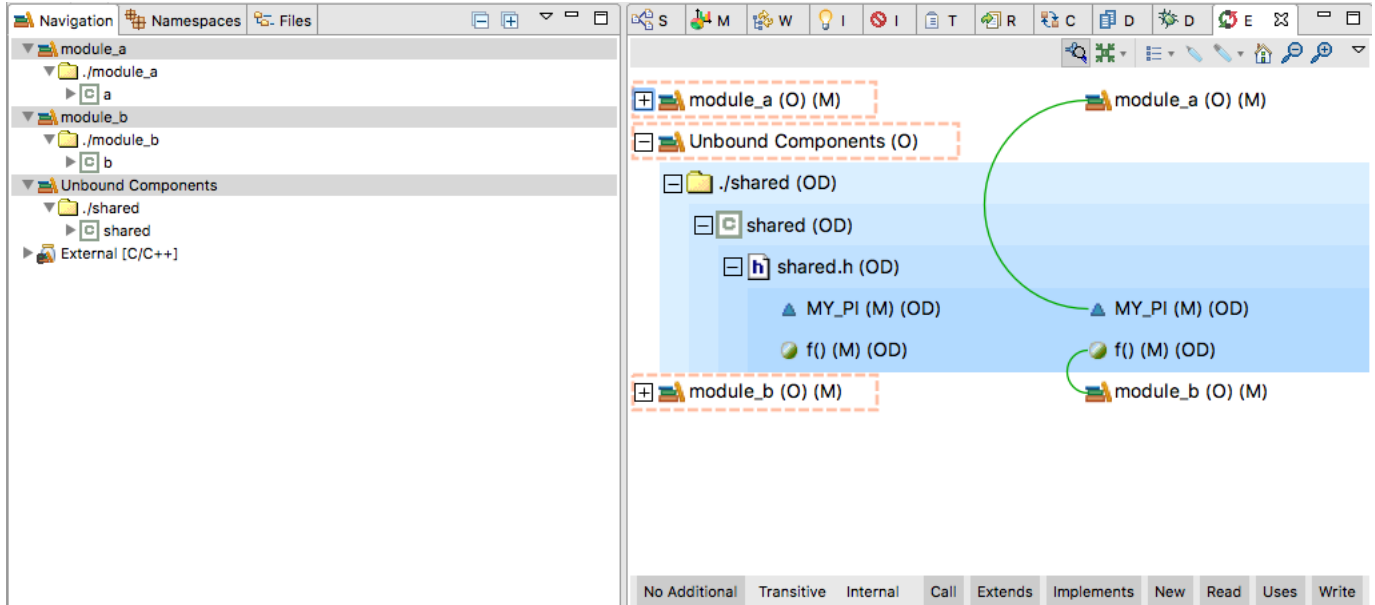 Navigation Namespaces Files
module_a
./module_a
C a
module_b
./module_b
C b
Unbound Components
./shared
C shared
External [C/C++]
S M W I I T R C D D E
module_a (O) (M) module_a (O) (M)
Unbound Components (O)
./shared (OD)
C shared (OD)
h shared.h (OD)
MY_PI (M) (OD) MY_PI (M) (OD)
f() (M) (OD) f() (M) (OD)
module_b (O) (M) module_b (O) (M)
No Additional Transitive Internal Call Extends Implements New Read Uses Write